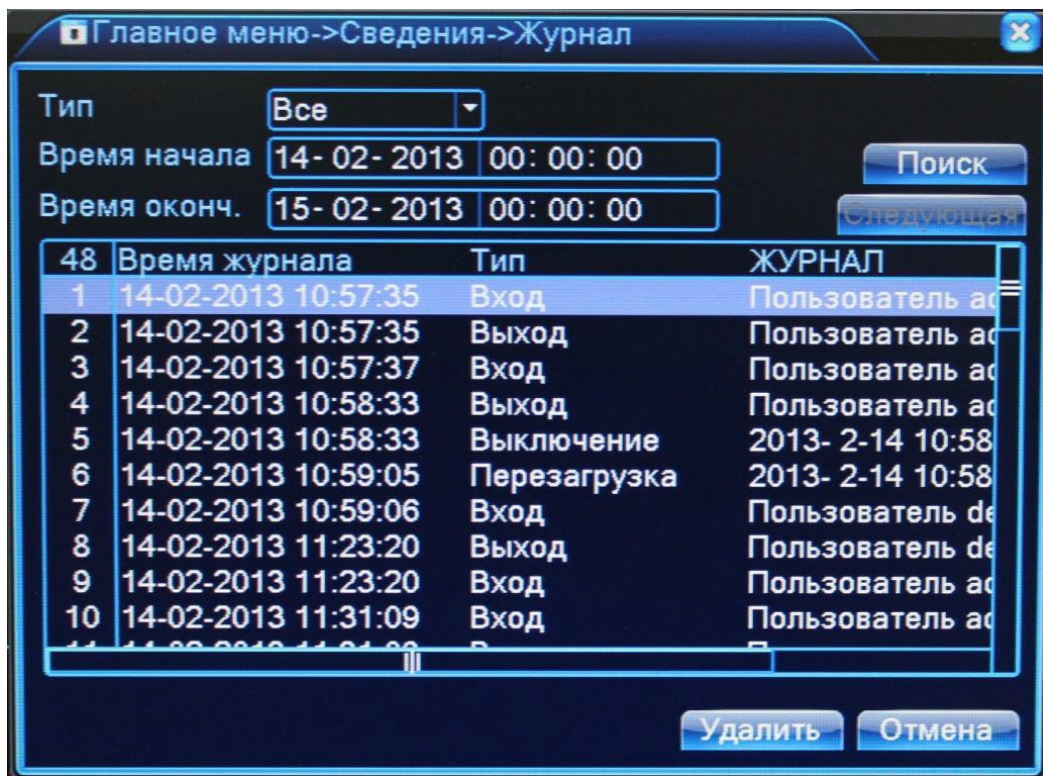 Главное меню->Сведения->Журнал
Тип Все
Время начала 14- 02- 2013 00: 00: 00 Поиск
Время оконч. 15- 02- 2013 00: 00: 00 Следующая
48 Время журнала Тип ЖУРНАЛ
1 14-02-2013 10:57:35 Вход Пользователь ad
2 14-02-2013 10:57:35 Выход Пользователь ad
3 14-02-2013 10:57:37 Вход Пользователь ad
4 14-02-2013 10:58:33 Выход Пользователь ad
5 14-02-2013 10:58:33 Выключение 2013- 2-14 10:58
6 14-02-2013 10:59:05 Перезагрузка 2013- 2-14 10:58
7 14-02-2013 10:59:06 Вход Пользователь de
8 14-02-2013 11:23:20 Выход Пользователь de
9 14-02-2013 11:23:20 Вход Пользователь ad
10 14-02-2013 11:31:09 Вход Пользователь ad
Удалить Отмена